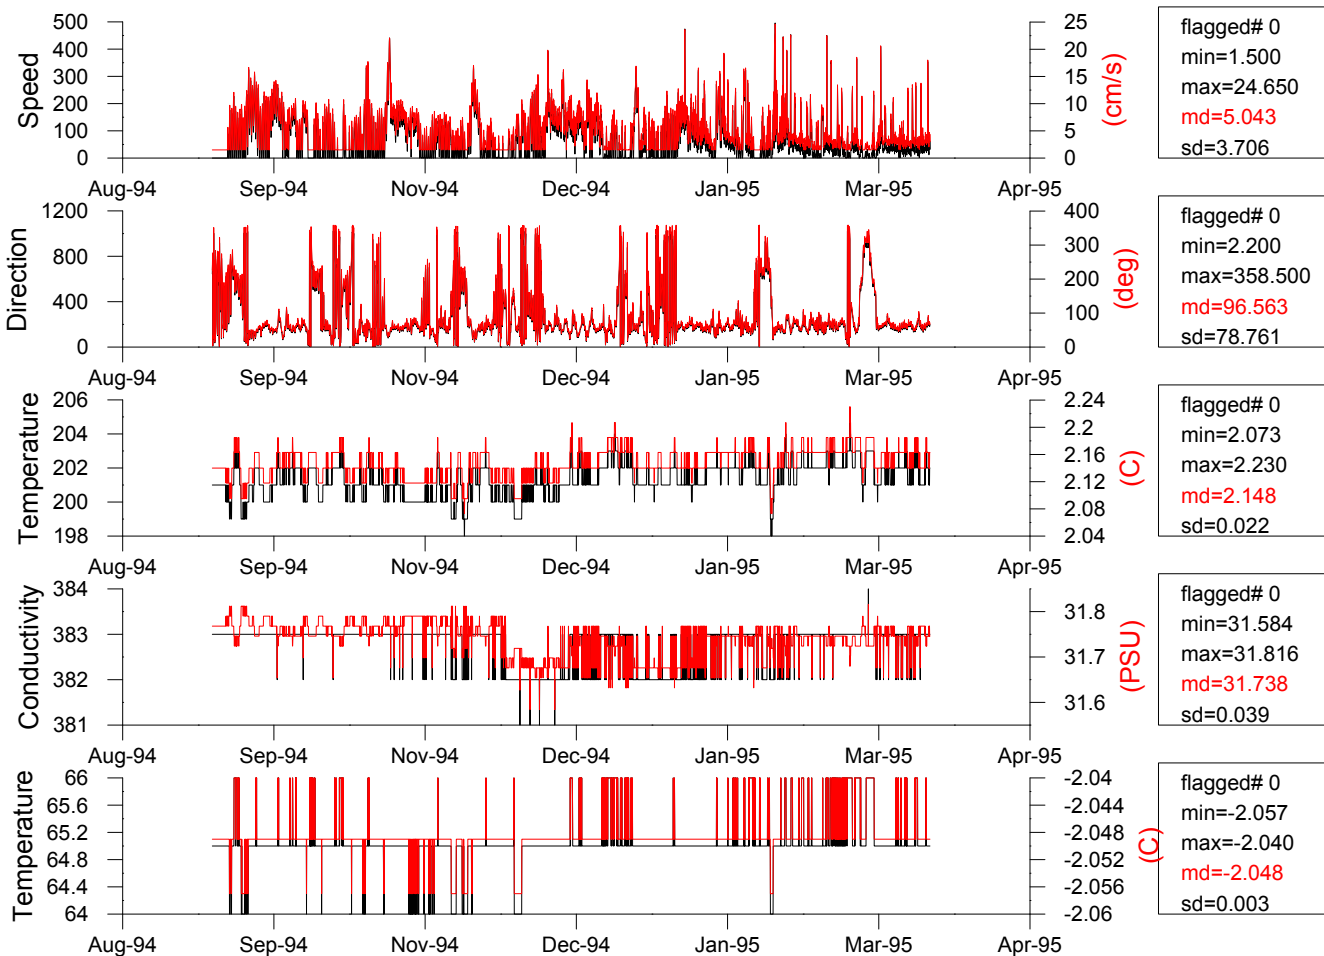 500
400
300
200
100
0
Speed
25
20
15
10
5
0
(cm/s)
Aug-94 Sep-94 Nov-94 Dec-94 Jan-95 Mar-95 Apr-95
flagged# 0
min=1.500
max=24.650
md=5.043
sd=3.706
1200
800
400
0
Direction
400
300
200
100
0
(deg)
Aug-94 Sep-94 Nov-94 Dec-94 Jan-95 Mar-95 Apr-95
flagged# 0
min=2.200
max=358.500
md=96.563
sd=78.761
206
204
202
200
198
Temperature
2.24
2.2
2.16
2.12
2.08
2.04
(C)
Aug-94 Sep-94 Nov-94 Dec-94 Jan-95 Mar-95 Apr-95
flagged# 0
min=2.073
max=2.230
md=2.148
sd=0.022
384
383
382
381
Conductivity
31.8
31.7
31.6
(PSU)
Aug-94 Sep-94 Nov-94 Dec-94 Jan-95 Mar-95 Apr-95
flagged# 0
min=31.584
max=31.816
md=31.738
sd=0.039
66
65.6
65.2
64.8
64.4
64
Temperature
-2.04
-2.044
-2.048
-2.052
-2.056
-2.06
(C)
Aug-94 Sep-94 Nov-94 Dec-94 Jan-95 Mar-95 Apr-95
flagged# 0
min=-2.057
max=-2.040
md=-2.048
sd=0.003